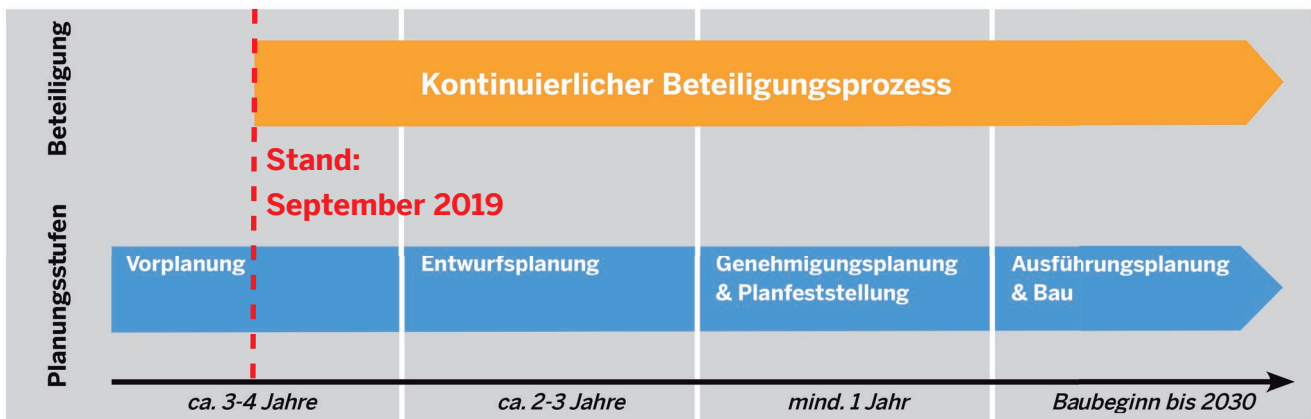 Beteiligung
Kontinuierlicher Beteiligungsprozess
Stand:
September 2019
Planungsstufen
Vorplanung
Entwurfsplanung
Genehmigungsplanung
& Planfeststellung
Ausführungsplanung
& Bau
ca. 3-4 Jahre
ca. 2-3 Jahre
mind. 1 Jahr
Baubeginn bis 2030